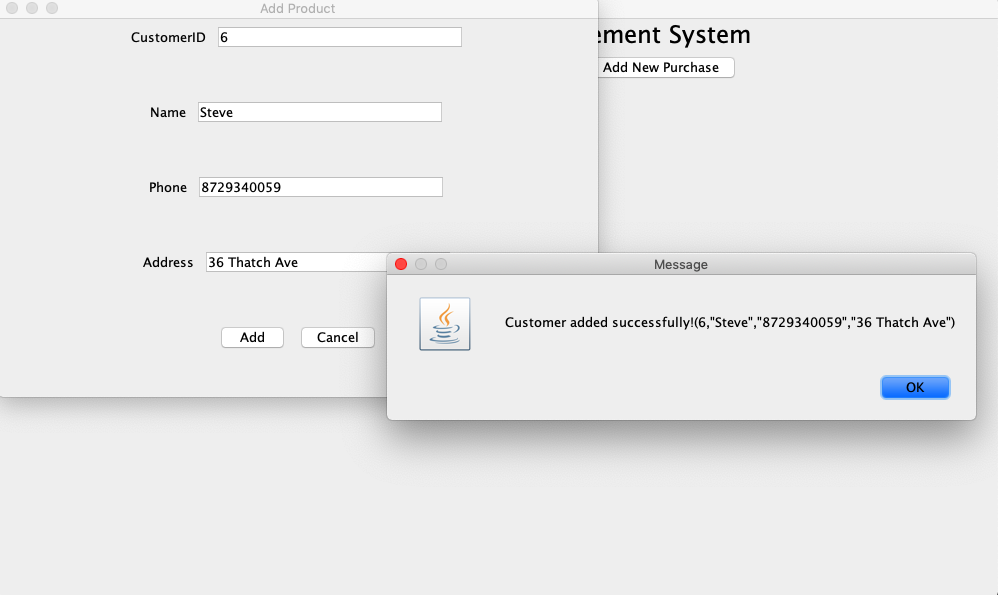 Add Product
CustomerID 6
ement System
Add New Purchase
Name Steve
Phone 8729340059
Address 36 Thatch Ave
Message
Customer added successfully!(6,"Steve","8729340059","36 Thatch Ave")
Add Cancel
OK